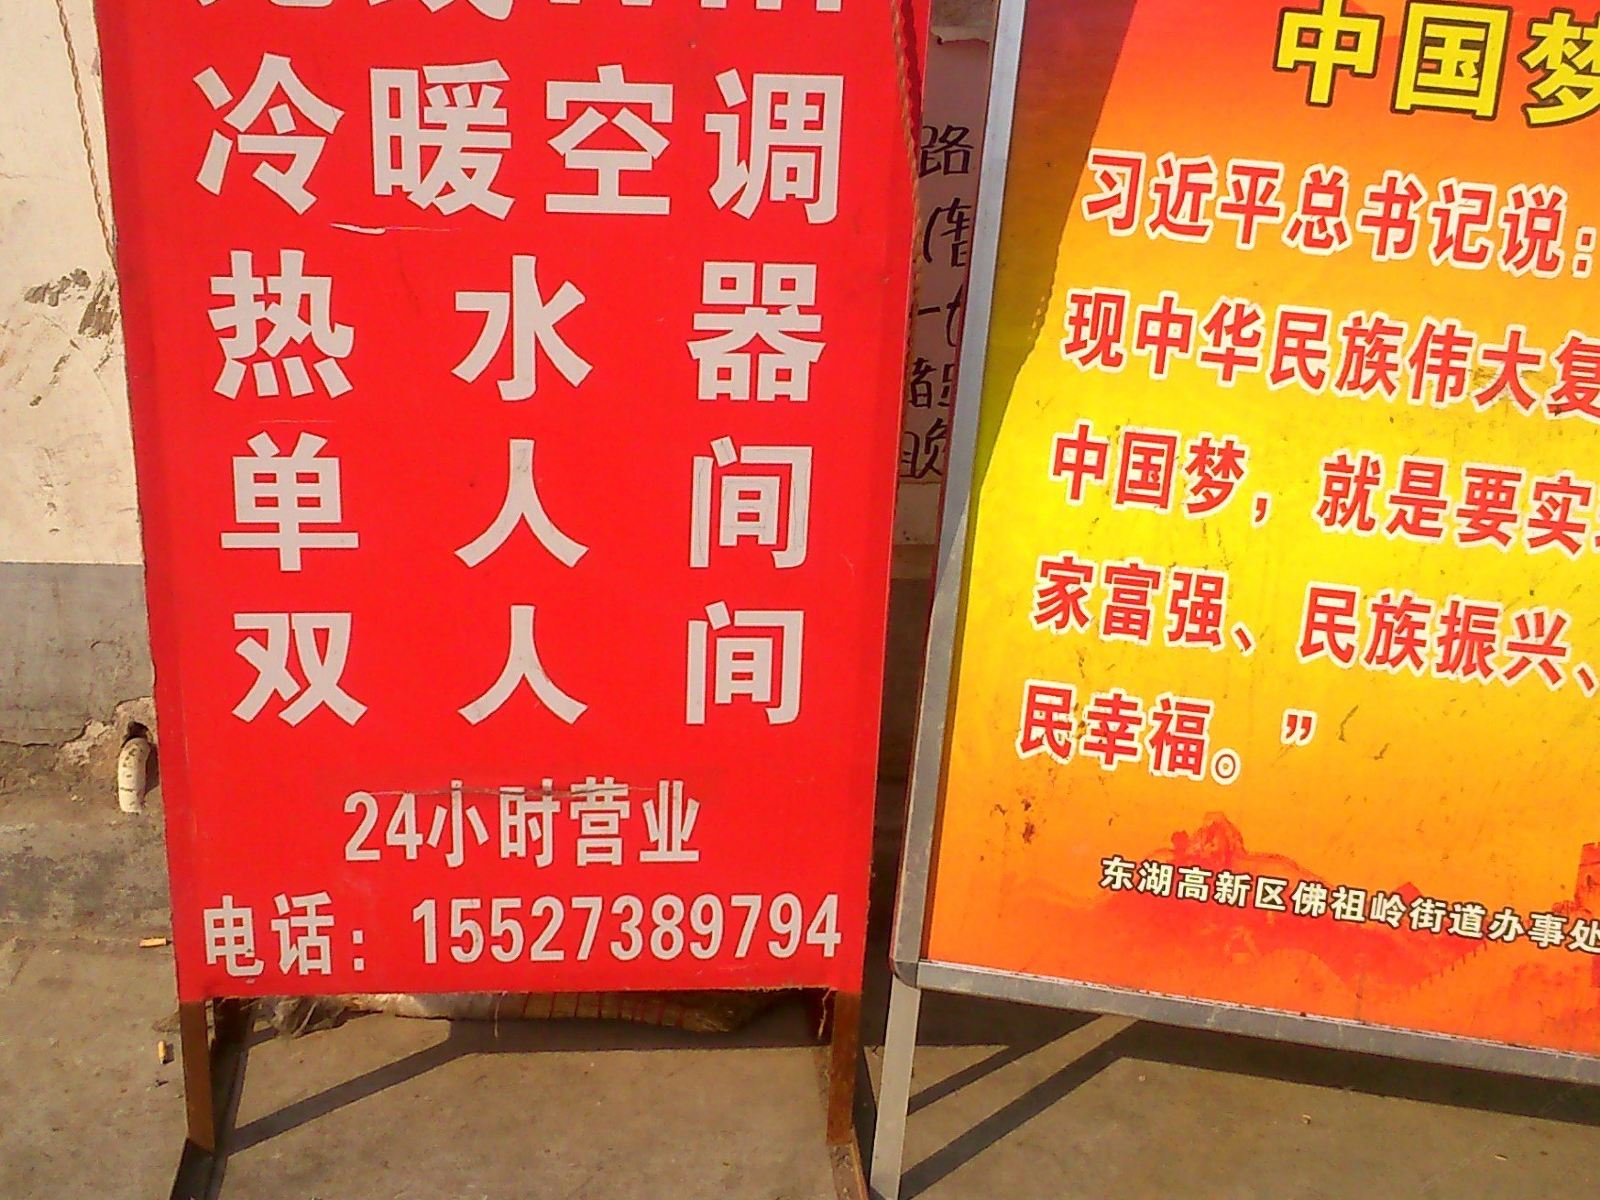 冷暖空调
热水器
单人间
双人间
24小时营业
电话：15527389794
中国梦
习近平总书记说：
现中华民族伟大复
中国梦，就是要实
家富强、民族振兴、
民幸福。”
东湖高新区佛祖岭街道办事处
路